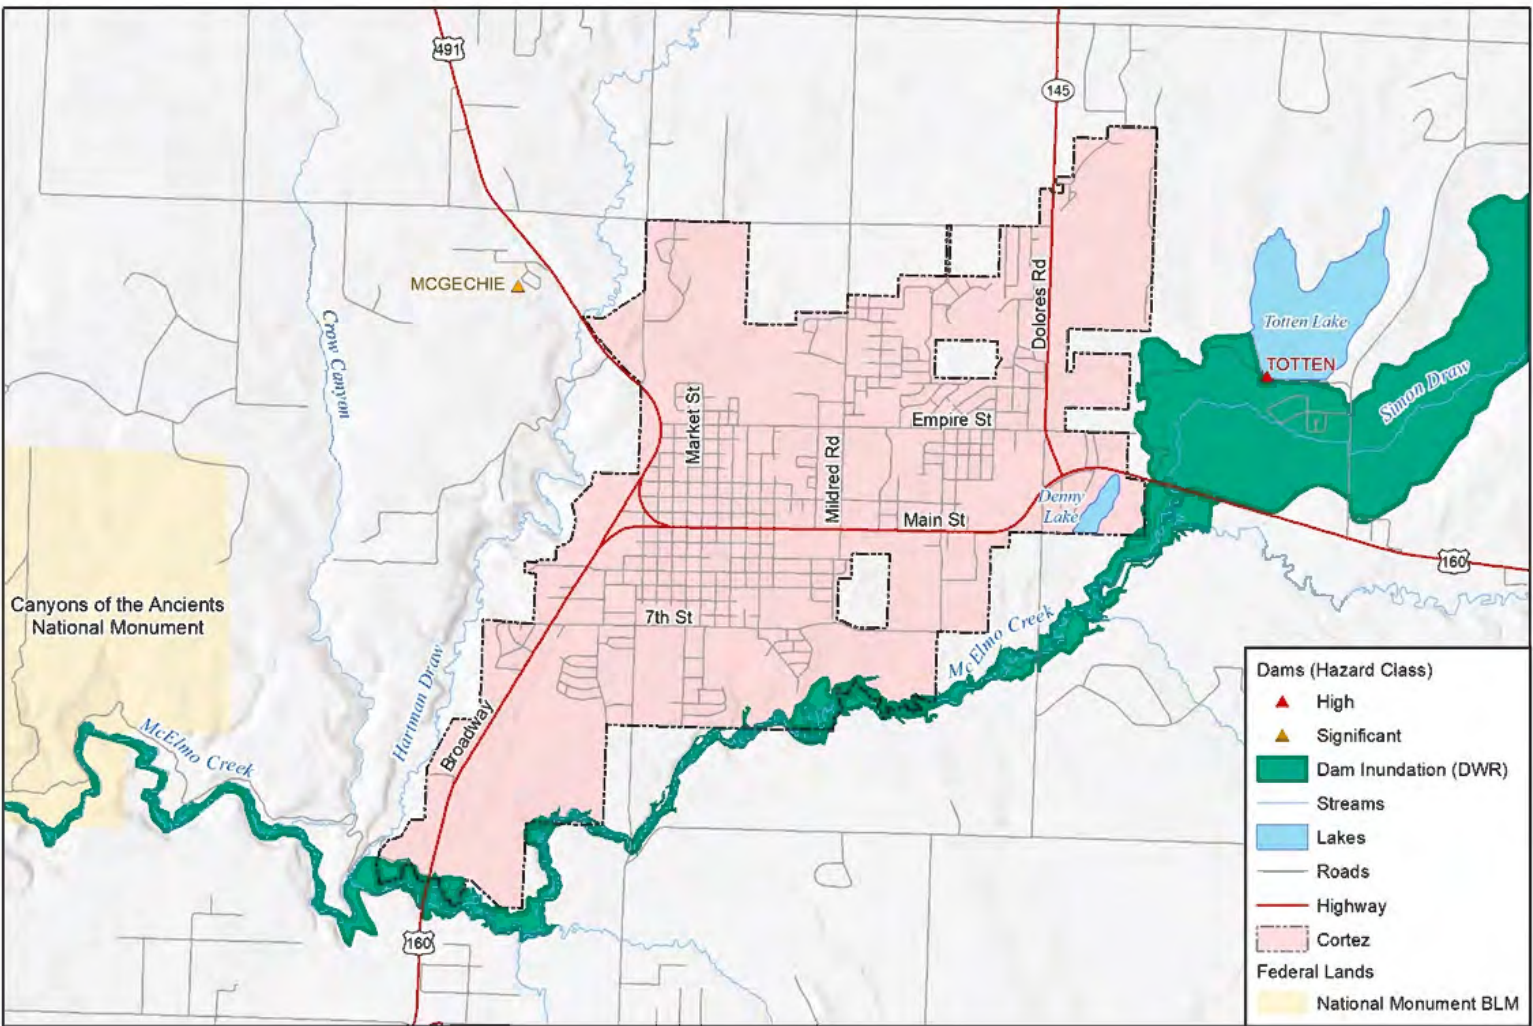 491
145
MCGECHIE
Crow Canyon
Dolores Rd
Totten Lake
TOTTEN
Simon Draw
Market St
Empire St
Mildred Rd
Denny
Lake
Main St
160
Canyons of the Ancients
National Monument
7th St
McElmo Creek
Hartman Draw
Broadway
McElmo Creek
160
Dams (Hazard Class)
High
Significant
Dam Inundation (DWR)
Streams
Lakes
Roads
Highway
Cortez
Federal Lands
National Monument BLM